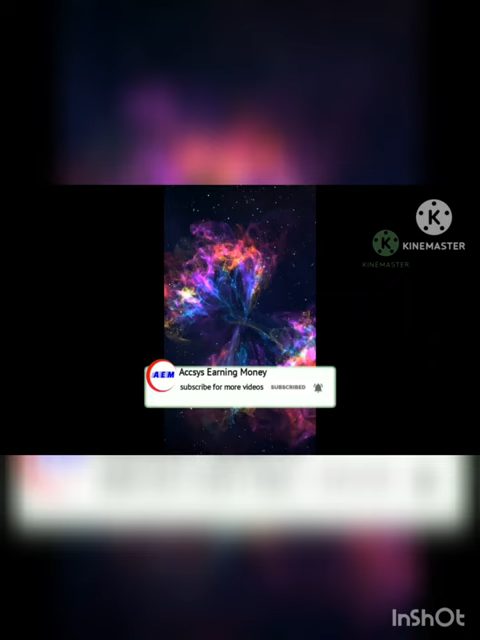 KINEMASTER
KINEMASTER
AEM
Accsys Earning Money
subscribe for more videos SUBSCRIBED
InShOt